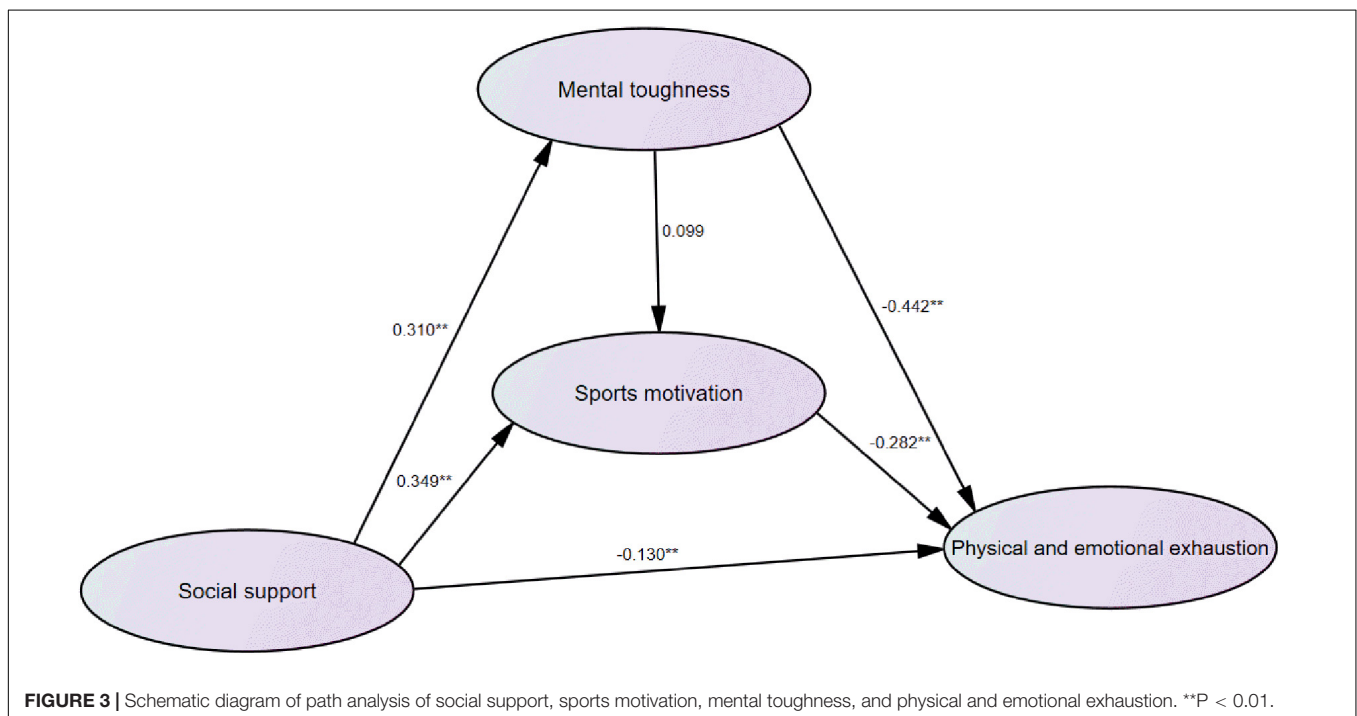 Mental toughness
0.099
-0.442**
0.310**
Sports motivation
0.349**
-0.282**
-0.130**
Physical and emotional exhaustion
Social support
FIGURE 3 | Schematic diagram of path analysis of social support, sports motivation, mental toughness, and physical and emotional exhaustion. **P < 0.01.